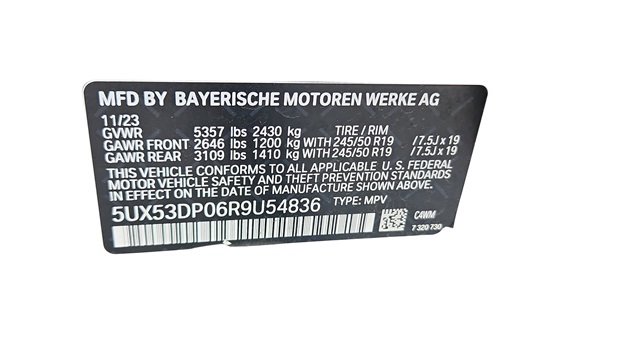 MFD BY BAYERISCHE MOTOREN WERKE AG
11/23
GVWR 5357 lbs 2430 kg TIRE / RIM
GAWR FRONT 2646 lbs 1200 kg WITH 245/50 R19 /7.5J x 19
GAWR REAR 3109 lbs 1410 kg WITH 245/50 R19 /7.5J x 19
THIS VEHICLE CONFORMS TO ALL APPLICABLE U. S. FEDERAL
MOTOR VEHICLE SAFETY AND THEFT PREVENTION STANDARDS
IN EFFECT ON THE DATE OF MANUFACTURE SHOWN ABOVE.
5UX53DP06R9U54836 TYPE: MPV
C4WM
7 320 730